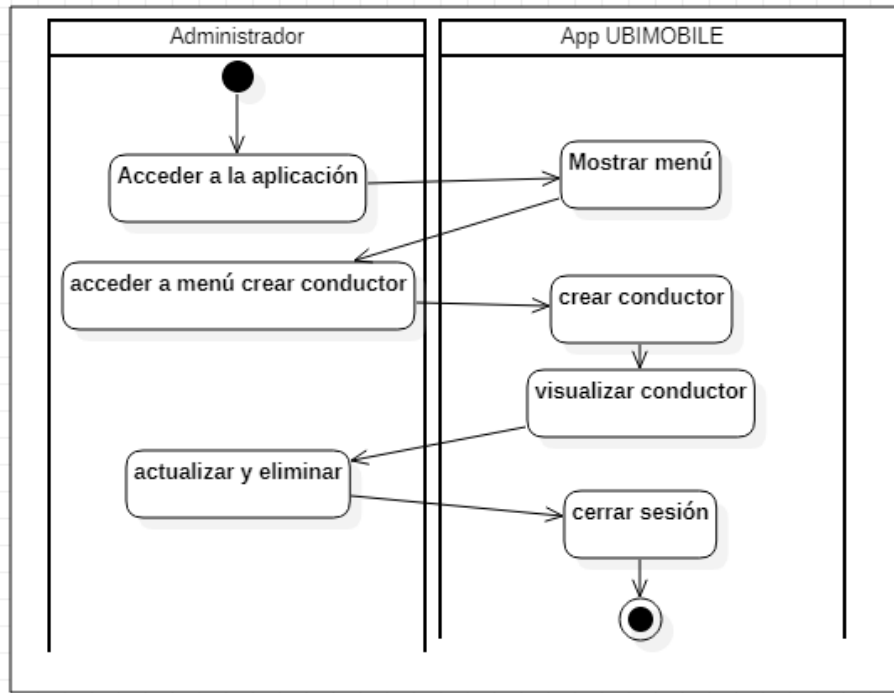 Administrador
App UBIMOBILE
Acceder a la aplicación
Mostrar menú
acceder a menú crear conductor
crear conductor
visualizar conductor
actualizar y eliminar
cerrar sesión